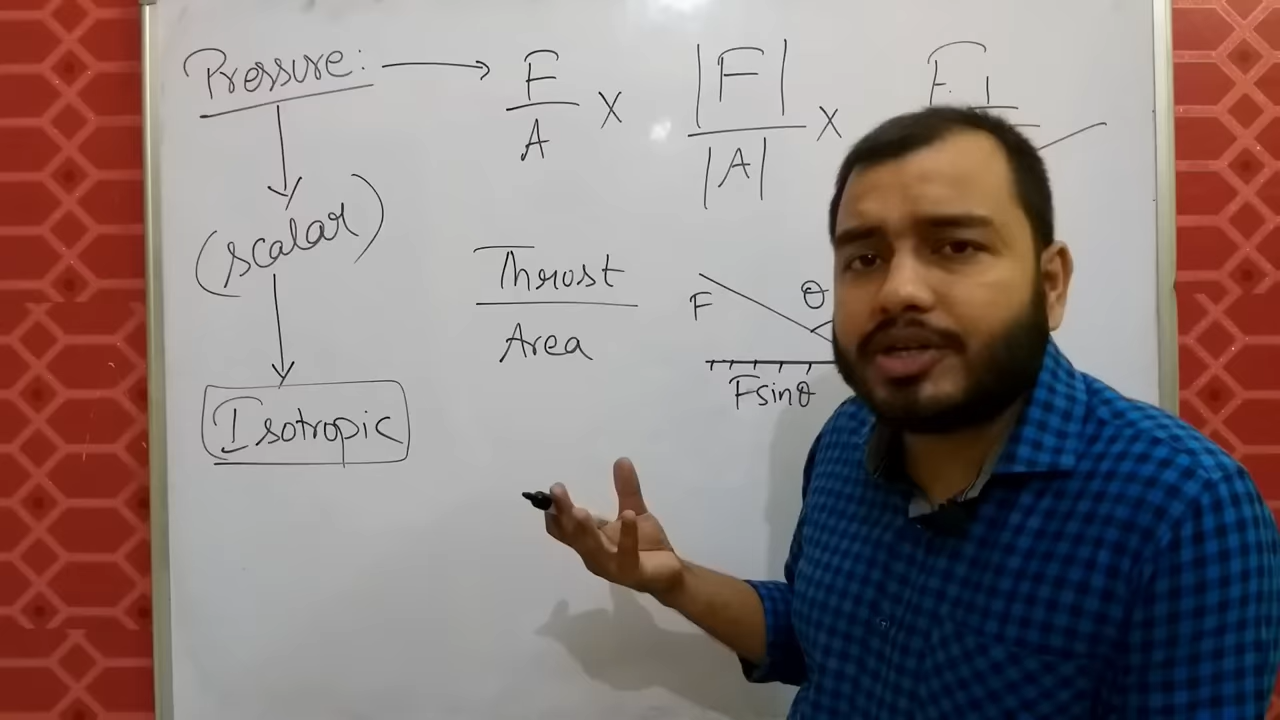 Pressure: → F/A × |F|/|A| × F⊥
(scalar)
Thrust/Area
F θ
Fsinθ
Isotropic